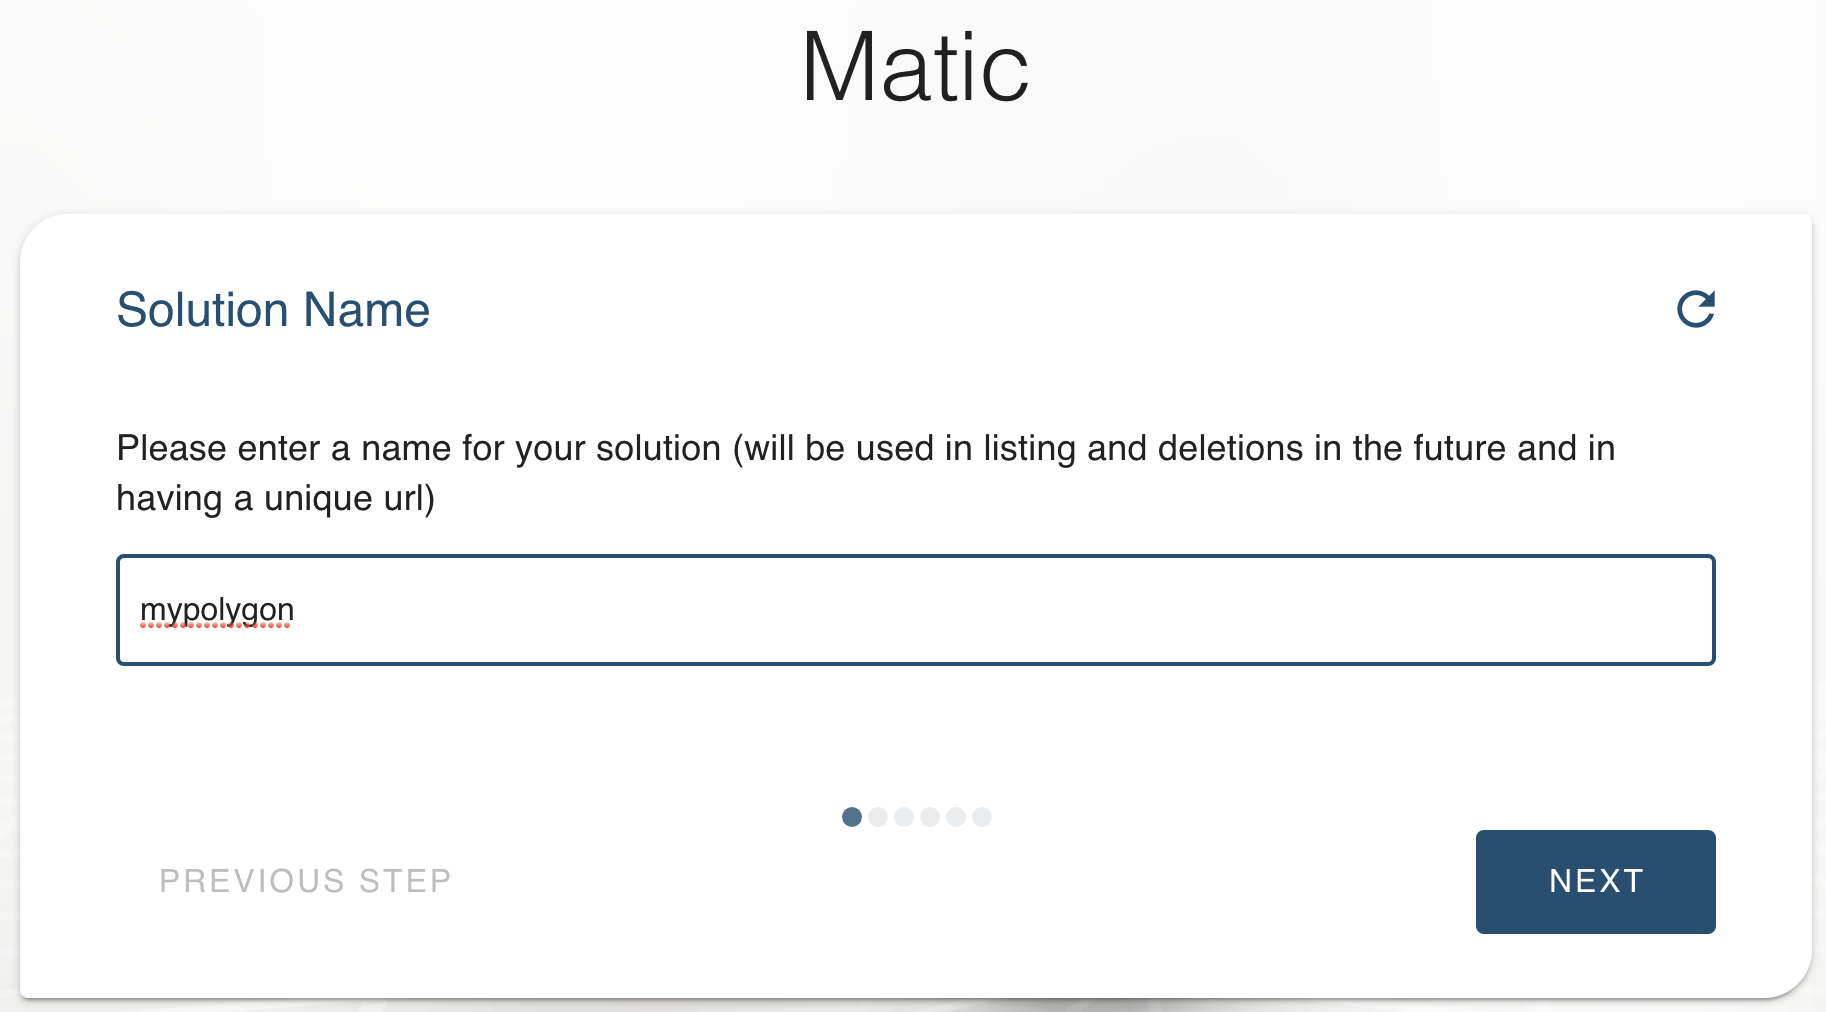 Matic
Solution Name
Please enter a name for your solution (will be used in listing and deletions in the future and in
having a unique url)
mypolygon
PREVIOUS STEP
NEXT